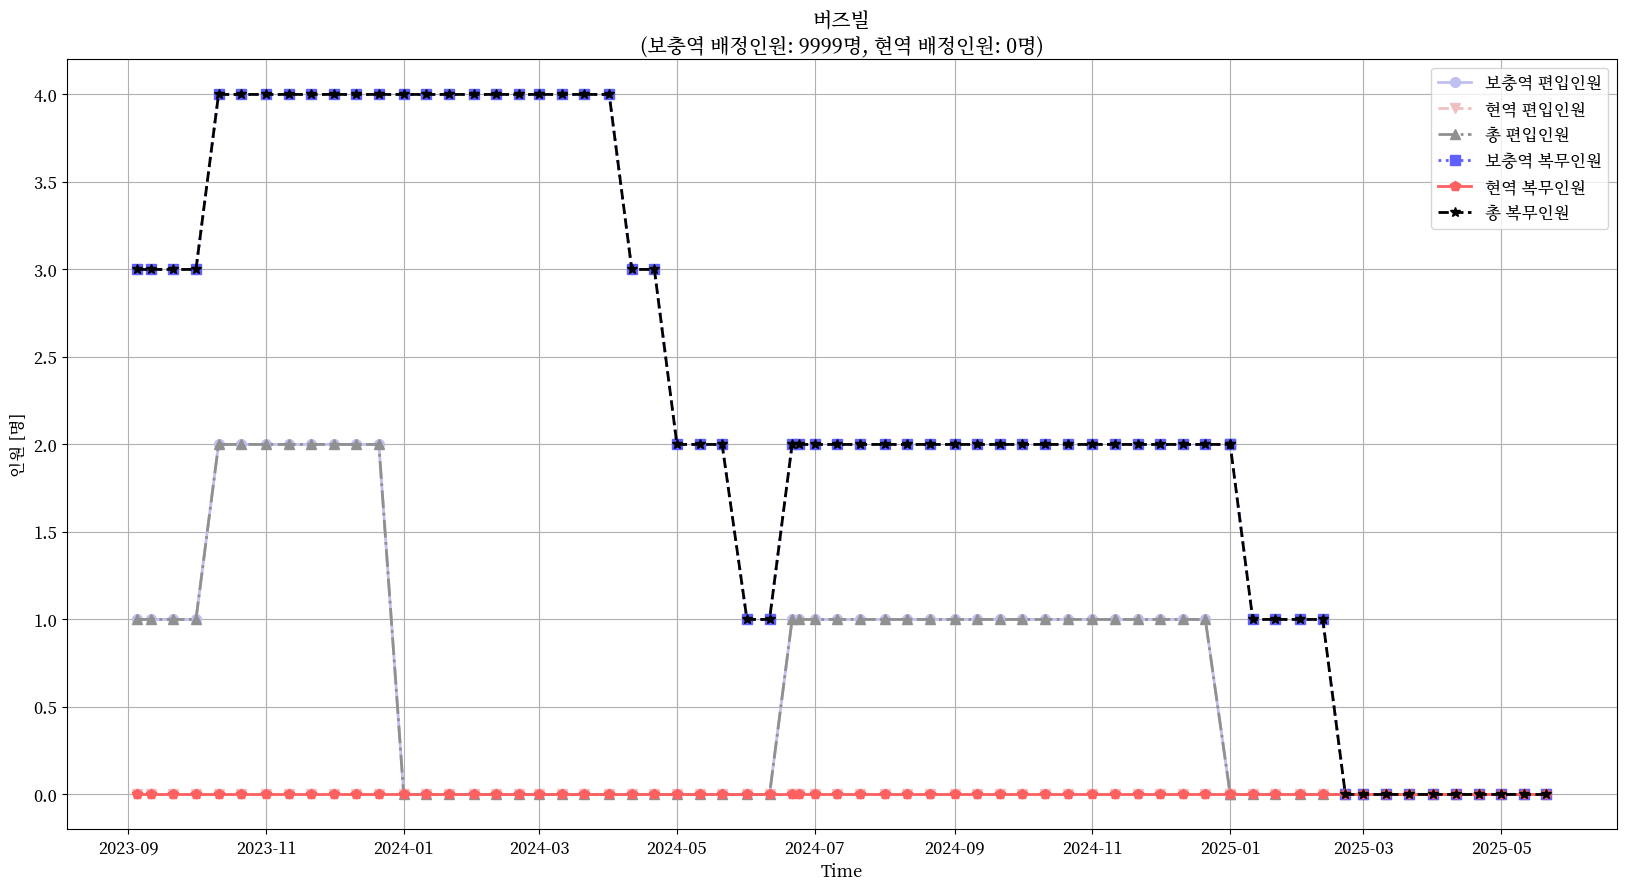 버즈빌
(보충역 배정인원: 9999명, 현역 배정인원: 0명)
보충역 편입인원
현역 편입인원
총 편입인원
보충역 복무인원
현역 복무인원
총 복무인원
4.0
3.5
3.0
2.5
2.0
1.5
1.0
0.5
0.0
인원 [명]
2023-09 2023-11 2024-01 2024-03 2024-05 2024-07 2024-09 2024-11 2025-01 2025-03 2025-05
Time